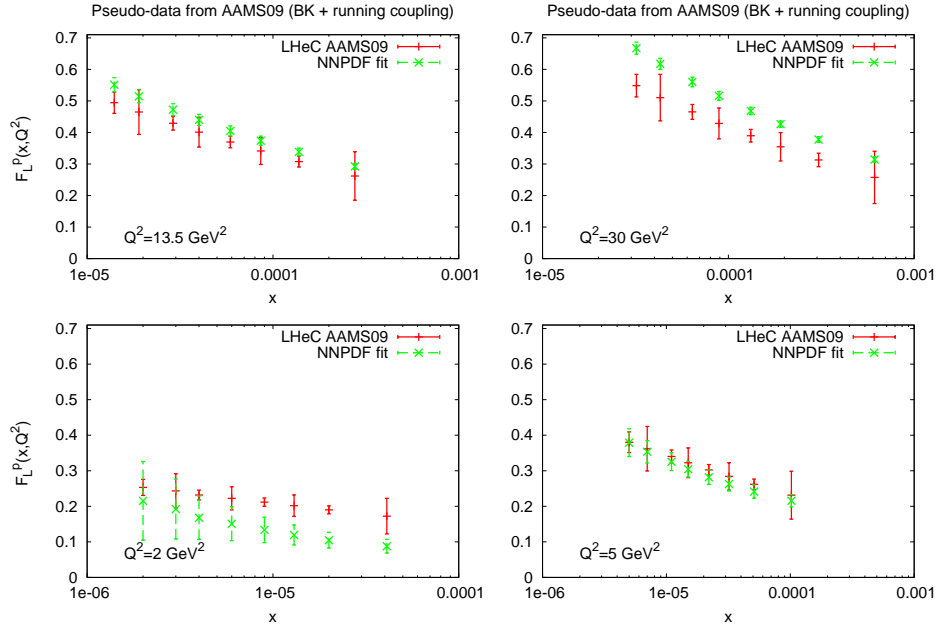 Pseudo-data from AAMS09 (BK + running coupling)
0.7
0.6
0.5
0.4
0.3
0.2
0.1
0
F_L^p(x,Q^2)
LHeC AAMS09
NNPDF fit
Q^2=13.5 GeV^2
1e-05
0.0001
0.001
x
Pseudo-data from AAMS09 (BK + running coupling)
0.7
0.6
0.5
0.4
0.3
0.2
0.1
0
LHeC AAMS09
NNPDF fit
Q^2=30 GeV^2
1e-05
0.0001
0.001
x
0.7
0.6
0.5
0.4
0.3
0.2
0.1
0
F_L^p(x,Q^2)
LHeC AAMS09
NNPDF fit
Q^2=2 GeV^2
1e-06
1e-05
0.0001
x
0.7
0.6
0.5
0.4
0.3
0.2
0.1
0
LHeC AAMS09
NNPDF fit
Q^2=5 GeV^2
1e-06
1e-05
0.0001
0.001
x